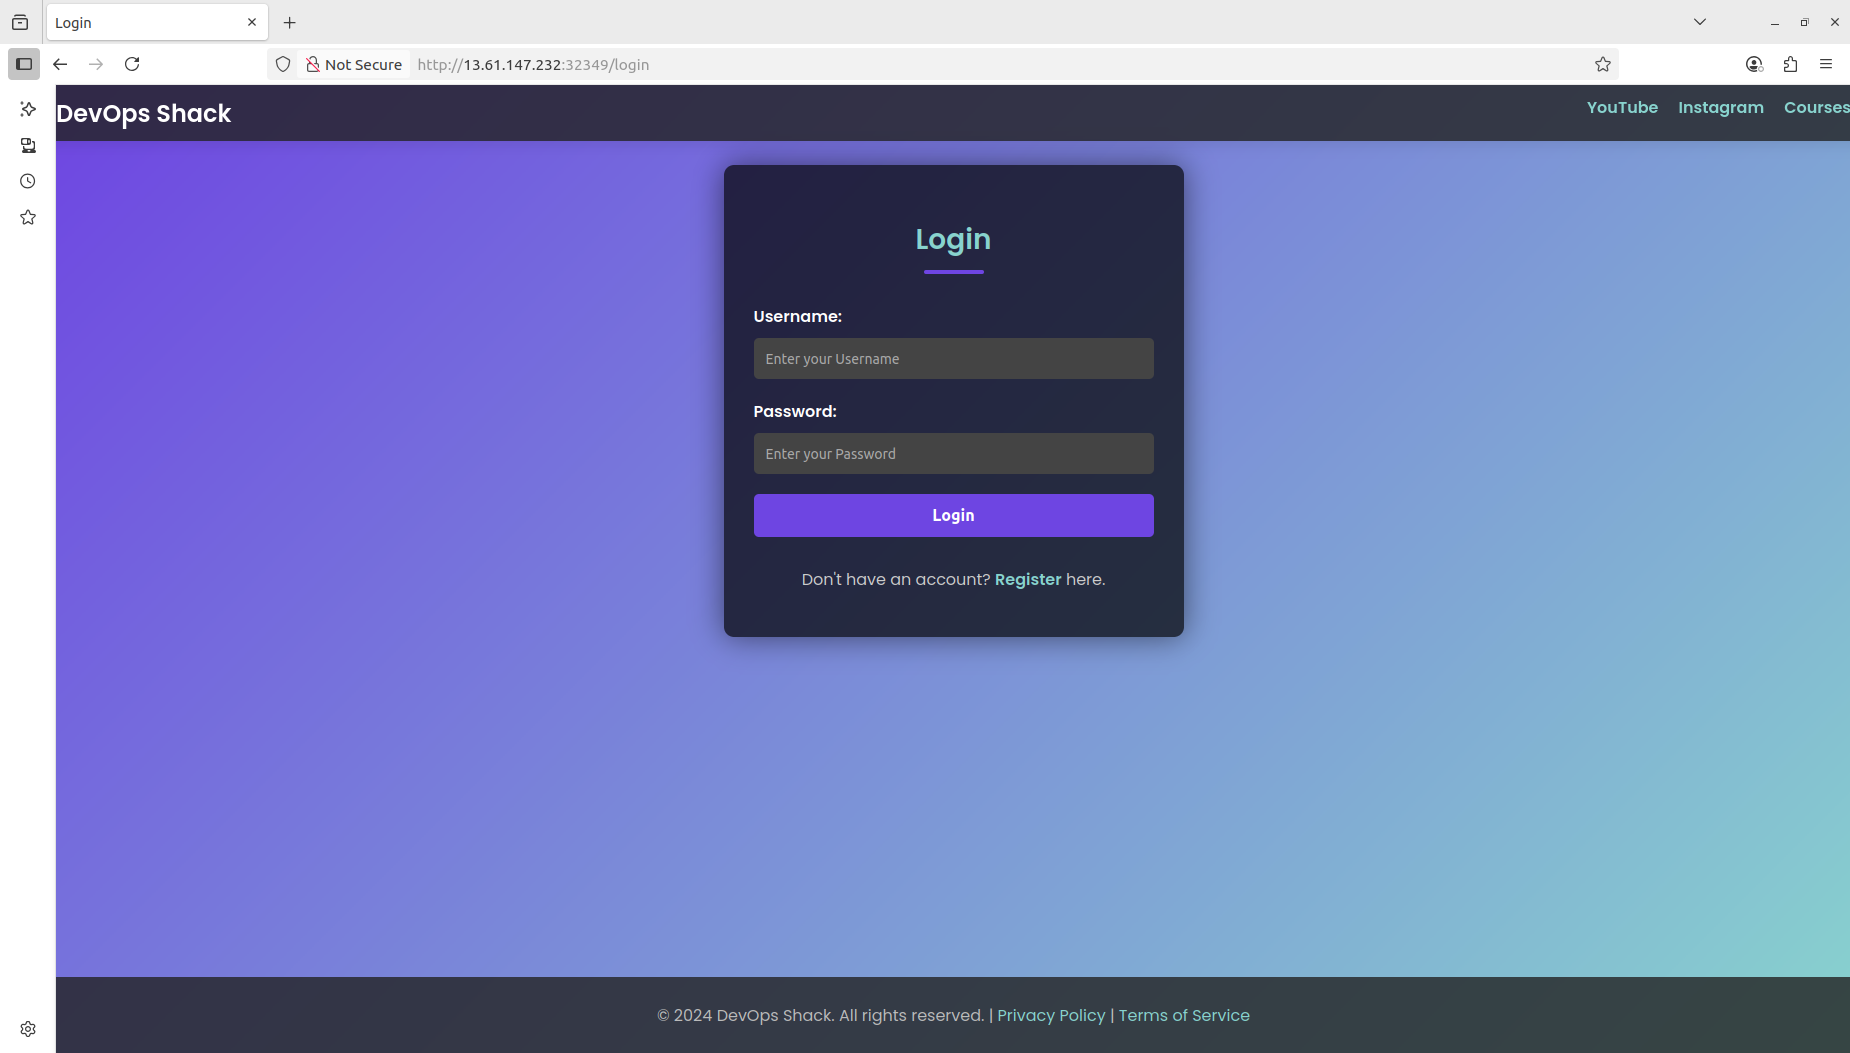 Login
Not Secure http://13.61.147.232:32349/login
DevOps Shack YouTube Instagram Courses
Login
Username:
Enter your Username
Password:
Enter your Password
Login
Don't have an account? Register here.
© 2024 DevOps Shack. All rights reserved. | Privacy Policy | Terms of Service